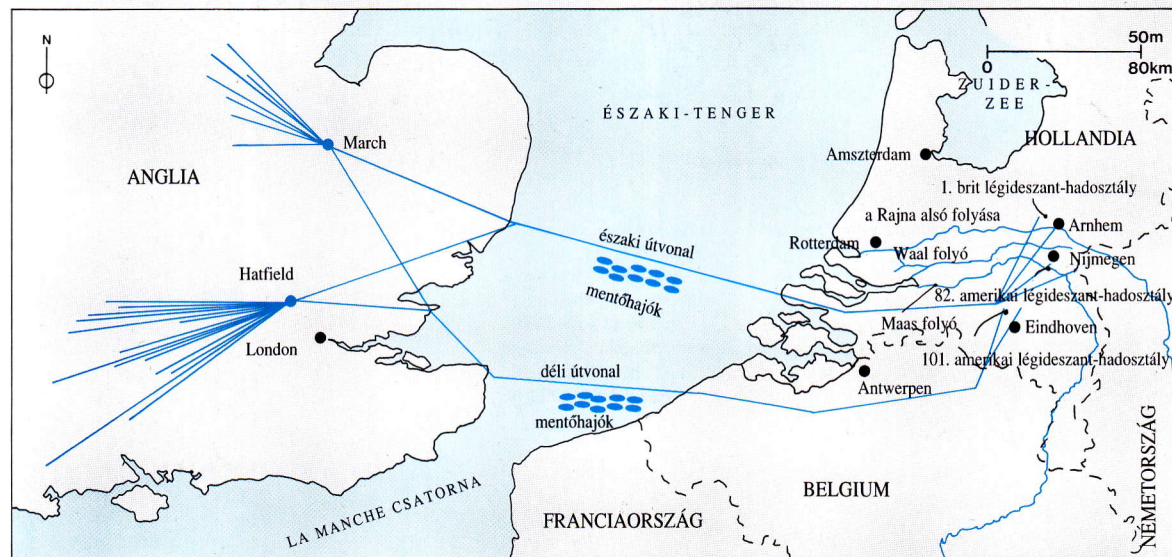 N
50m
0
80km
ZUIDER-
ZEE
ÉSZAKI-TENGER
HOLLANDIA
March
Amszterdam
ANGLIA
1. brit légideszant-hadosztály
a Rajna alsó folyása
Arnhem
északi útvonal
Rotterdam
Waal folyó
Nijmegen
Hatfield
mentőhajók
82. amerikai légideszant-hadosztály
Maas folyó
Eindhoven
London
101. amerikai légideszant-hadosztály
déli útvonal
Antwerpen
mentőhajók
BELGIUM
NÉMETORSZÁG
LA MANCHE CSATORNA
FRANCIAORSZÁG